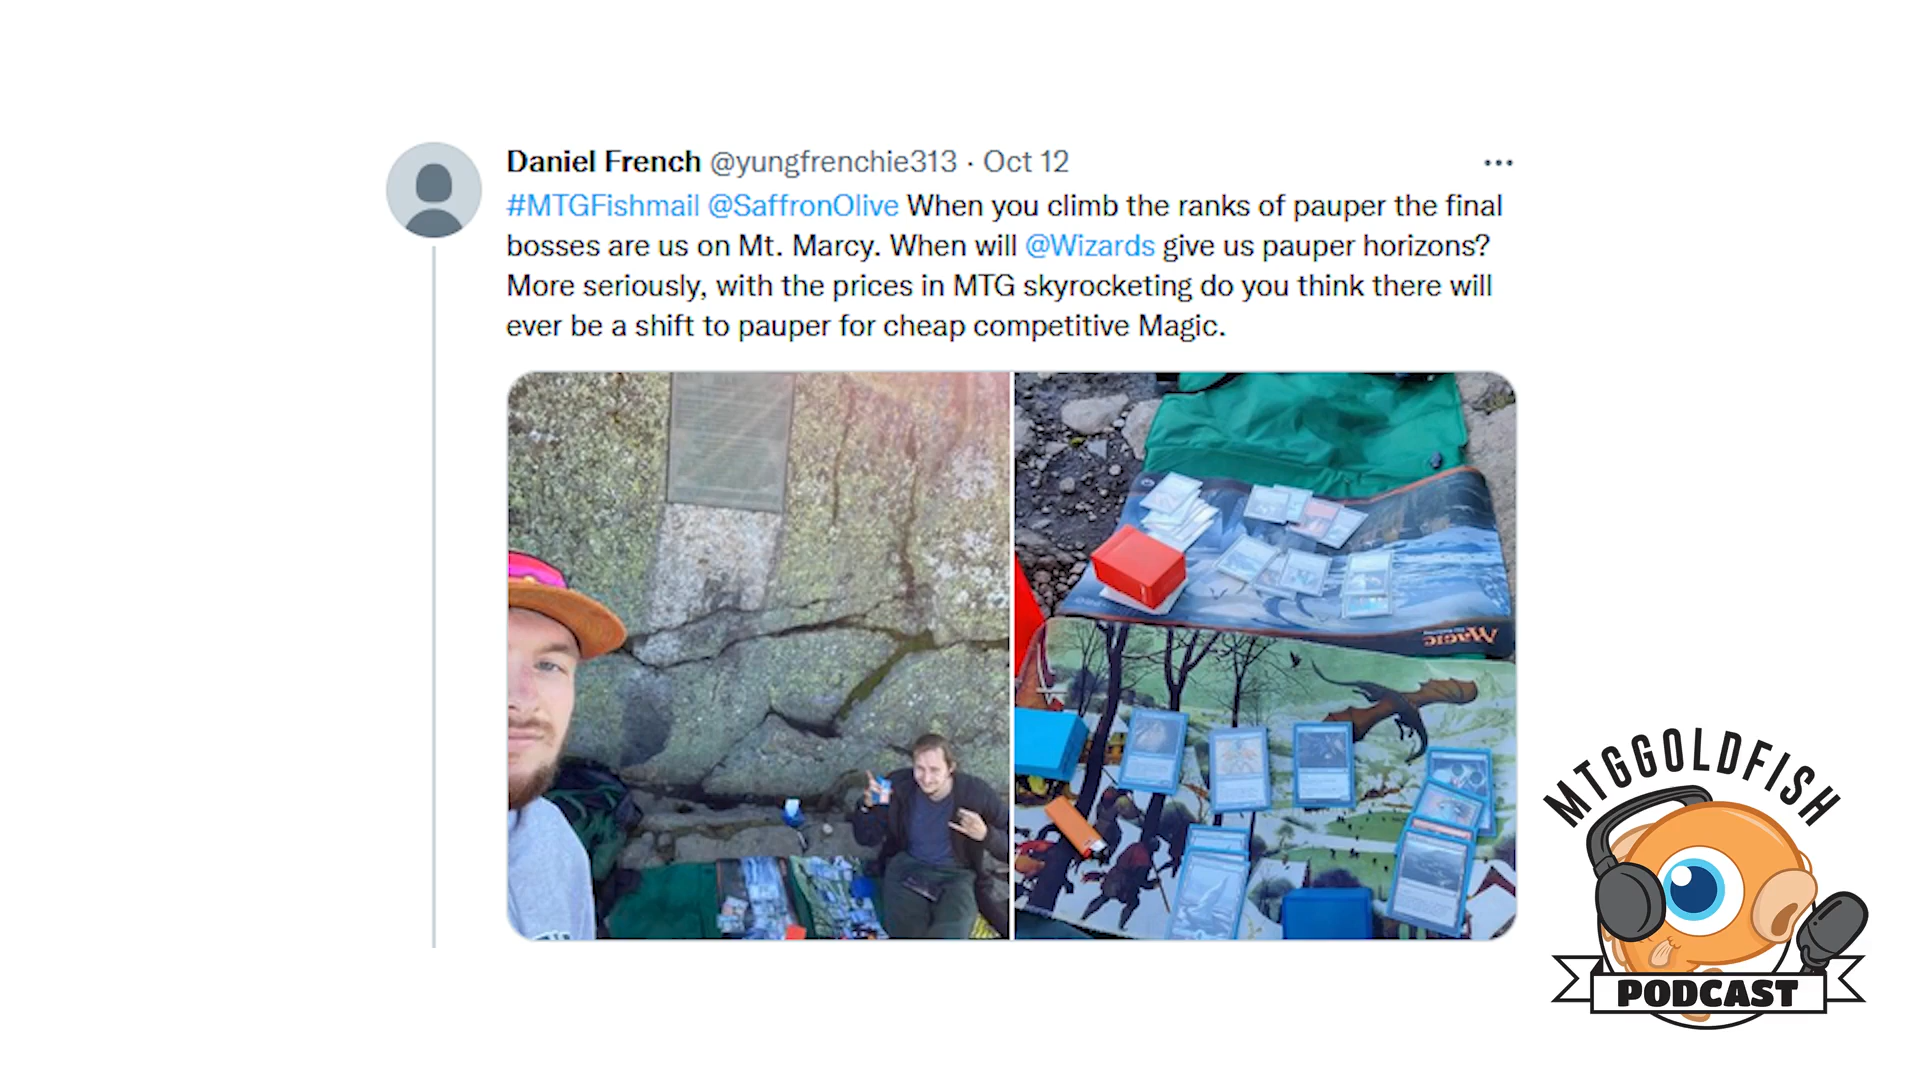 Daniel French @yungfrenchie313 · Oct 12
#MTGFishmail @SaffronOlive When you climb the ranks of pauper the final
bosses are us on Mt. Marcy. When will @Wizards give us pauper horizons?
More seriously, with the prices in MTG skyrocketing do you think there will
ever be a shift to pauper for cheap competitive Magic.
MAGIC
MTGGOLDFISH
PODCAST